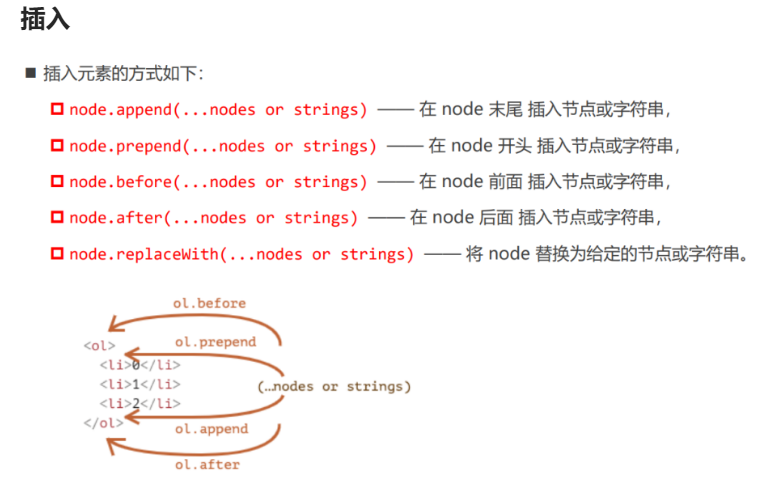 插入
插入元素的方式如下：
node.append(...nodes or strings) —— 在 node 末尾 插入节点或字符串，
node.prepend(...nodes or strings) —— 在 node 开头 插入节点或字符串，
node.before(...nodes or strings) —— 在 node 前面 插入节点或字符串，
node.after(...nodes or strings) —— 在 node 后面 插入节点或字符串，
node.replaceWith(...nodes or strings) —— 将 node 替换为给定的节点或字符串。
ol.before
<ol>
ol.prepend
<li>0</li>
<li>1</li>
(…nodes or strings)
<li>2</li>
</ol>
ol.append
ol.after